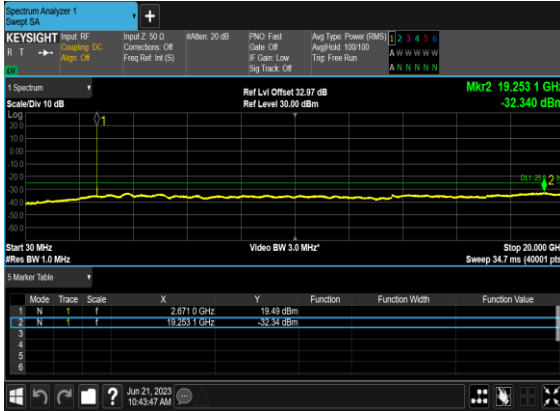 Spectrum Analyzer 1
Swept SA
+
KEYSIGHT Input: RF Input Z: 50 Ω #Atten: 20 dB PNO: Fast Avg Type: Power (RMS) 1 2 3 4 5 6
R T Coupling: DC Corrections: Off Gate: Off Avg|Hold: 100/100 A W W W W W
Align: Off Freq Ref: Int (S) IF Gain: Low Trig: Free Run
Sig Track: Off A N N N N N
1 Spectrum Ref Lvl Offset 32.97 dB Mkr2 19.253 1 GHz
Scale/Div 10 dB Ref Level 30.00 dBm -32.340 dBm
Log
20.0
10.0
0.00
-10.0
-20.0
-30.0
-40.0
-50.0
-60.0
1
2
Start 30 MHz Video BW 3.0 MHz* Stop 20.000 GH
#Res BW 1.0 MHz Sweep 34.7 ms (40001 pts
5 Marker Table
Mode Trace Scale X Y Function Function Width Function Value
1 N 1 f 2.671 0 GHz 19.49 dBm
2 N 1 f 19.253 1 GHz -32.34 dBm
3
4
5
6
? Jun 21, 2023
10:43:47 AM